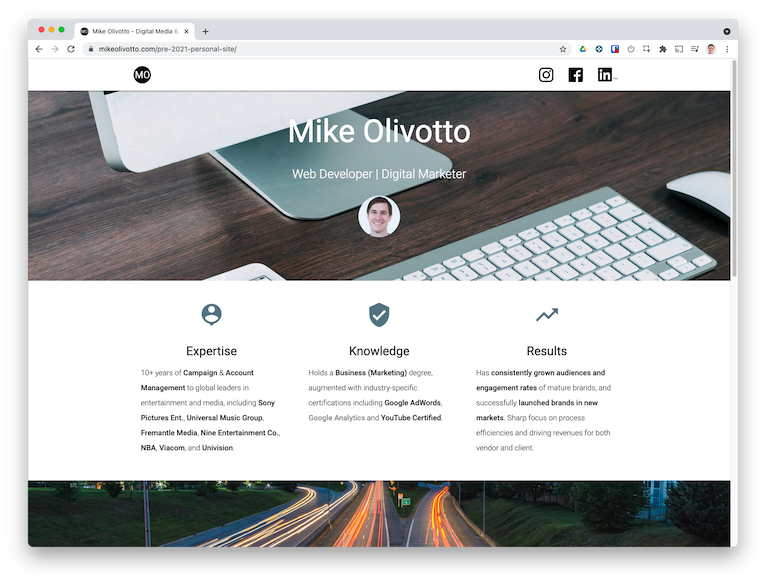 Mike Olivotto - Digital Media &
mikeolivotto.com/pre-2021-personal-site/
MO
Mike Olivotto
Web Developer | Digital Marketer
Expertise
10+ years of Campaign & Account
Management to global leaders in
entertainment and media, including Sony
Pictures Ent., Universal Music Group,
Fremantle Media, Nine Entertainment Co.,
NBA, Viacom, and Univision.
Knowledge
Holds a Business (Marketing) degree,
augmented with industry-specific
certifications including Google AdWords,
Google Analytics and YouTube Certified.
Results
Has consistently grown audiences and
engagement rates of mature brands, and
successfully launched brands in new
markets. Sharp focus on process
efficiencies and driving revenues for both
vendor and client.